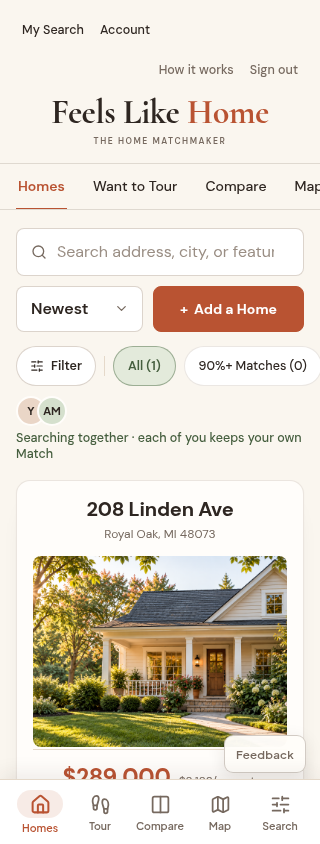 My Search Account
How it works Sign out
Feels Like Home
THE HOME MATCHMAKER
Homes Want to Tour Compare Map
Search address, city, or featur
Newest + Add a Home
Filter All (1) 90%+ Matches (0)
Y AM
Searching together · each of you keeps your own
Match
208 Linden Ave
Royal Oak, MI 48073
Feedback
$289,000
Homes Tour Compare Map Search